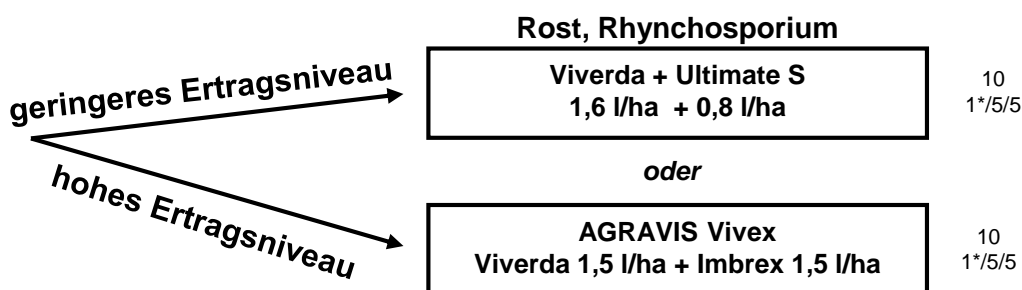 Rost, Rhynchosporium
geringeres Ertragsniveau
Viverda + Ultimate S
1,6 l/ha + 0,8 l/ha
10
1*/5/5
oder
hohes Ertragsniveau
AGRAVIS Vivex
Viverda 1,5 l/ha + Imbrex 1,5 l/ha
10
1*/5/5